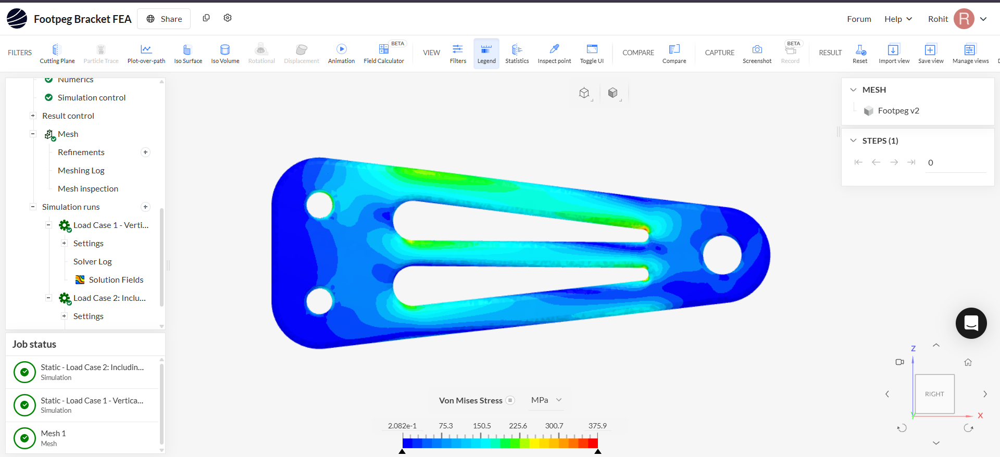 Footpeg Bracket FEA Share Forum Help Rohit R
FILTERS Cutting Plane Particle Trace Plot-over-path Iso Surface Iso Volume Rotational Displacement Animation BETA Field Calculator VIEW Filters Legend Statistics Inspect point Toggle UI COMPARE Compare CAPTURE Screenshot BETA Record RESULT Reset Import view Save view Manage views
Numerics
Simulation control
Result control
Mesh
Refinements
Meshing Log
Mesh inspection
Simulation runs
Load Case 1 - Verti...
Settings
Solver Log
Solution Fields
Load Case 2: Inclu...
Settings
Job status
Static - Load Case 2: Includin...
Simulation
Static - Load Case 1 - Vertica...
Simulation
Mesh 1
Mesh
MESH
Footpeg v2
STEPS (1)
0
Von Mises Stress MPa
2.082e-1 75.3 150.5 225.6 300.7 375.9
Z
RIGHT
Y X